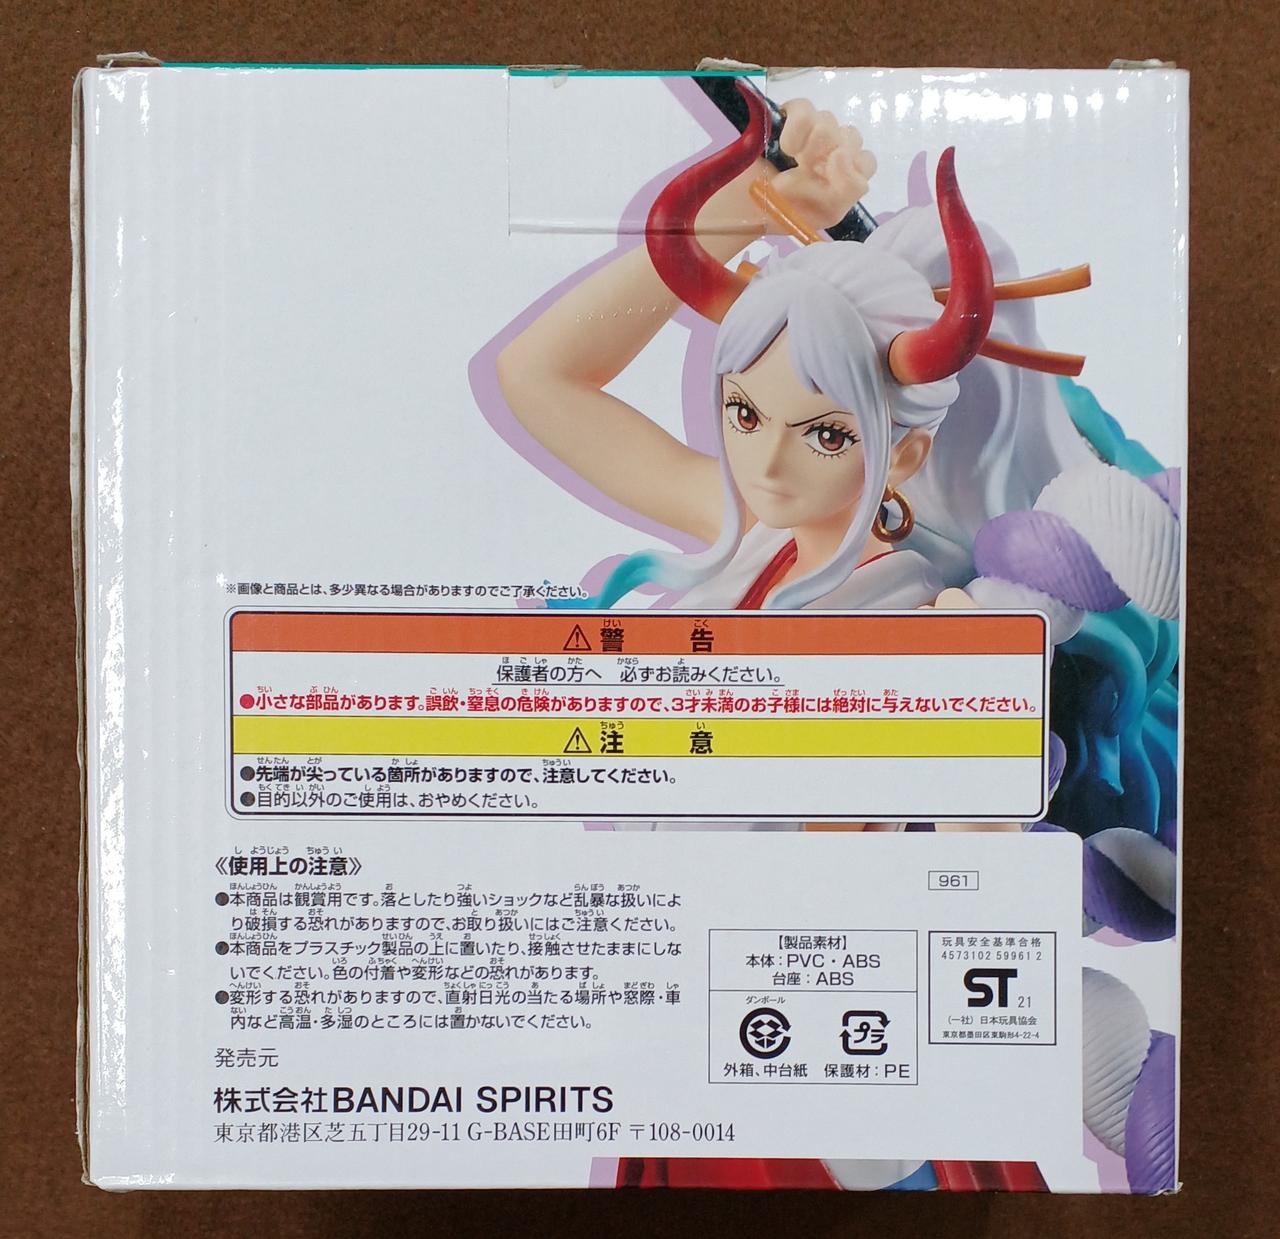 ※画像と商品とは、多少異なる場合がありますのでご了承ください。
警告
保護者の方へ 必ずお読みください。
●小さな部品があります。誤飲・窒息の危険がありますので、3才未満のお子様には絶対に与えないでください。
注意
●先端が尖っている箇所がありますので、注意してください。
●目的以外のご使用は、おやめください。
《使用上の注意》
●本商品は観賞用です。落としたり強いショックなど乱暴な扱いによ
り破損する恐れがありますので、お取り扱いにはご注意ください。
●本商品をプラスチック製品の上に置いたり、接触させたままにしな
いでください。色の付着や変形などの恐れがあります。
●変形する恐れがありますので、直射日光の当たる場所や窓際・車
内など高温・多湿のところには置かないでください。
発売元
株式会社BANDAI SPIRITS
東京都港区芝五丁目29-11 G-BASE田町6F 〒108-0014
【製品素材】
本体:PVC・ABS
台座:ABS
ダンボール
外箱、中台紙
プラ
保護材:PE
961
玩具安全基準合格
4573102 59961 2
ST 21
(一社) 日本玩具協会
東京都墨田区東駒形4-22-4